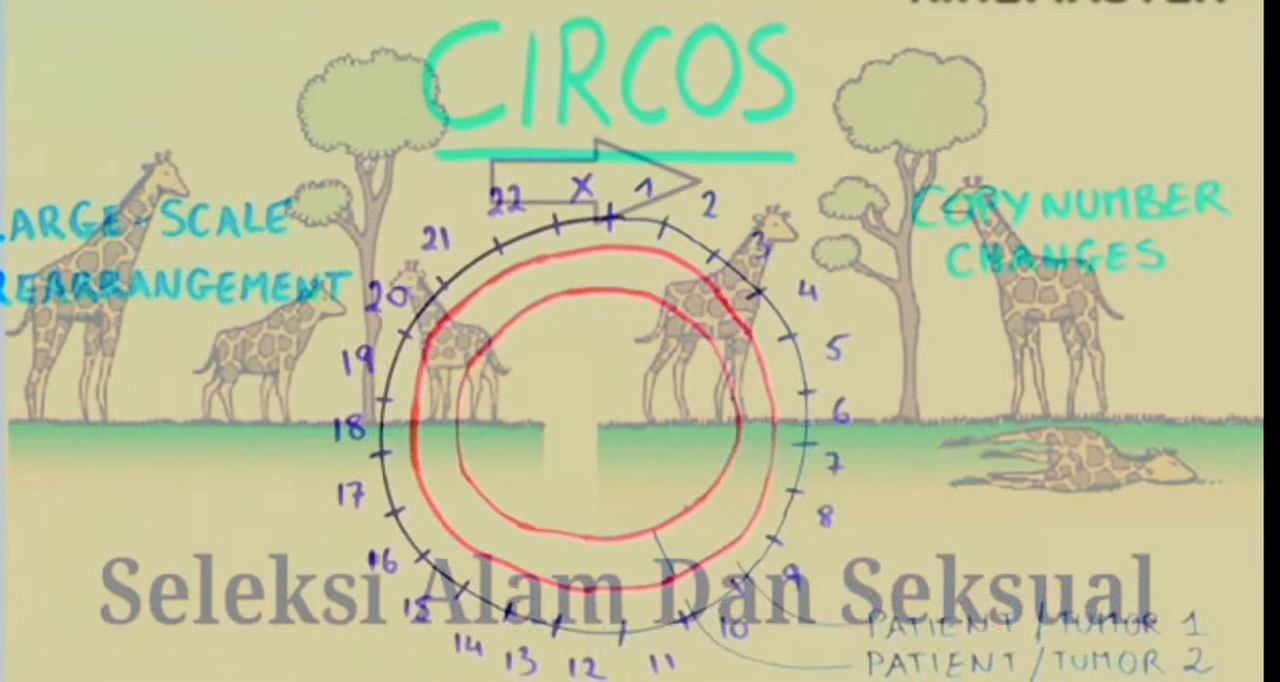 CIRCOS
22 X 1 2
21 3
LARGE-SCALE COPY NUMBER
REARRANGEMENT CHANGES
20 4
19 5
18 6
17 7
16 8
15 9
14 13 12 11 10
Seleksi Alam Dan Seksual
PATIENT / TUMOR 1
PATIENT / TUMOR 2